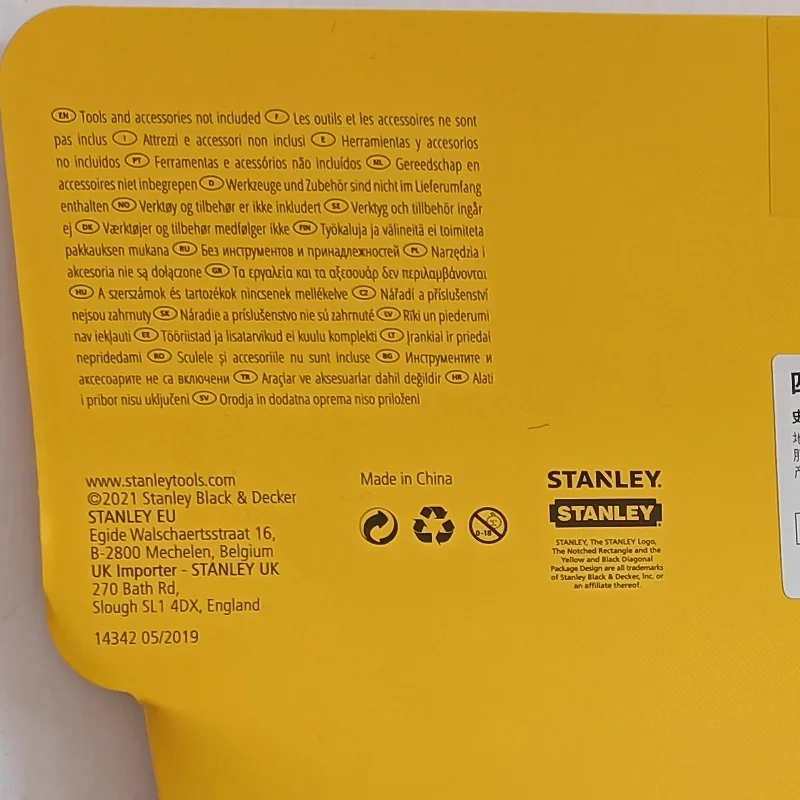 EN Tools and accessories not included F Les outils et les accessoires ne sont
pas inclus I Attrezzi e accessori non inclusi E Herramientas y accesorios
no incluidos PT Ferramentas e acessórios não incluídos NL Gereedschap en
accessoires niet inbegrepen D Werkzeuge und Zubehör sind nicht im Lieferumfang
enthalten NO Verktøy og tilbehør er ikke inkludert SE Verktyg och tillbehör ingår
ej DK Værktøjer og tilbehør medfølger ikke FIN Työkaluja ja välineitä ei toimiteta
pakkauksen mukana RU Без инструментов и принадлежностей PL Narzędzia i
akcesoria nie są dołączone GR Τα εργαλεία και τα αξεσουάρ δεν περιλαμβάνονται
HU A szerszámok és tartozékok nincsenek mellékelve CZ Nářadí a příslušenství
nejsou zahrnuty SK Náradie a príslušenstvo nie sú zahrnuté LV Rīki un piederumi
nav iekļauti EE Tööriistad ja lisatarvikud ei kuulu komplekti LT Įrankiai ir priedai
nepridedami RO Sculele și accesoriile nu sunt incluse BG Инструментите и
аксесоарите не са включени TR Araçlar ve aksesuarlar dahil değildir HR Alati
i pribor nisu uključeni SV Orodja in dodatna oprema niso priloženi
www.stanleytools.com
©2021 Stanley Black & Decker
STANLEY EU
Egide Walschaertsstraat 16,
B-2800 Mechelen, Belgium
UK Importer - STANLEY UK
270 Bath Rd,
Slough SL1 4DX, England
14342 05/2019
Made in China
D-18
STANLEY.
STANLEY
STANLEY, The STANLEY Logo,
The Notched Rectangle and the
Yellow and Black Diagonal
Package Design are all trademarks
of Stanley Black & Decker, Inc. or
an affiliate thereof.